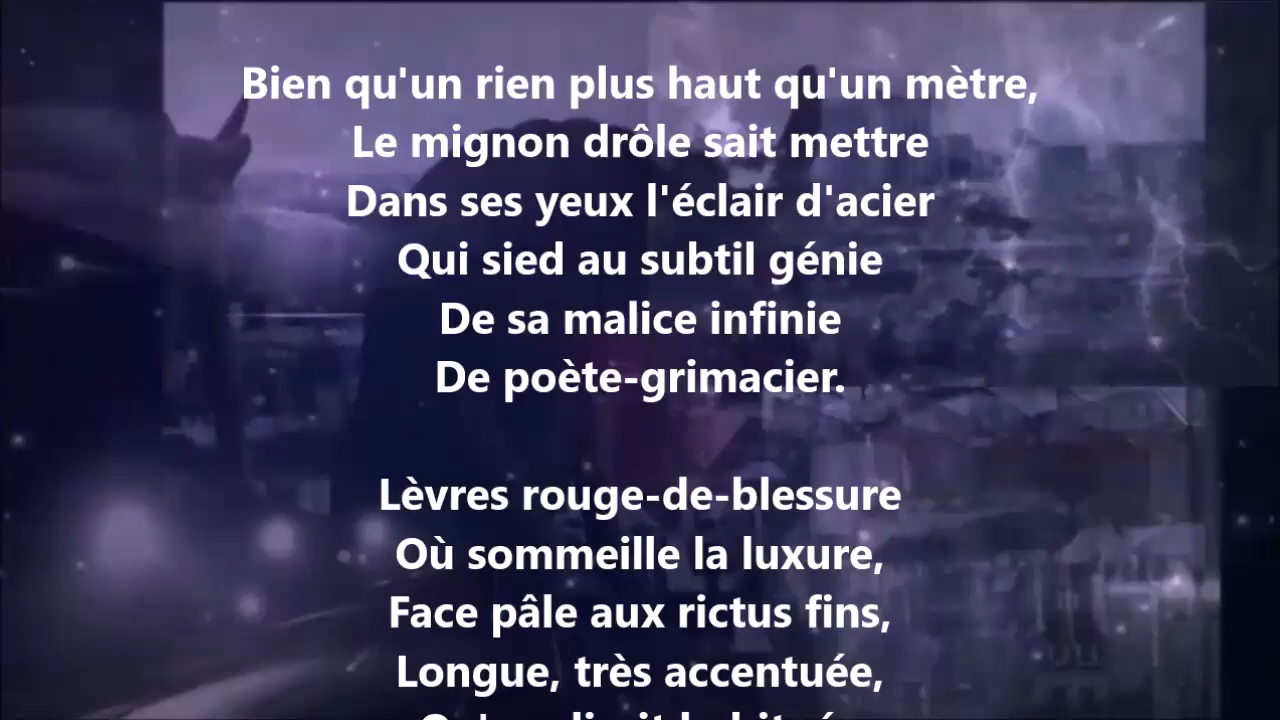 Bien qu'un rien plus haut qu'un mètre,
Le mignon drôle sait mettre
Dans ses yeux l'éclair d'acier
Qui sied au subtil génie
De sa malice infinie
De poète-grimacier.
Lèvres rouge-de-blessure
Où sommeille la luxure,
Face pâle aux rictus fins,
Longue, très accentuée,